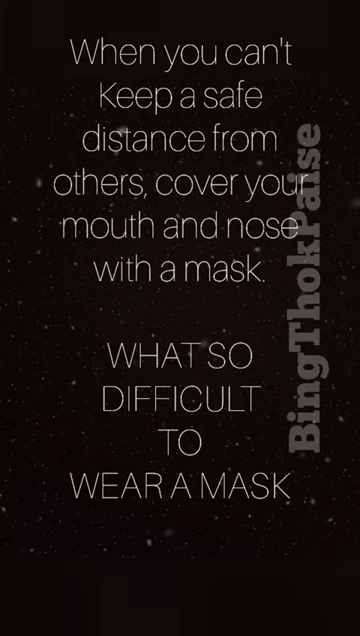 When you can't
Keep a safe
distance from
others, cover your
mouth and nose
with a mask.
WHAT SO
DIFFICULT
TO
WEAR A MASK
BingThokPaise